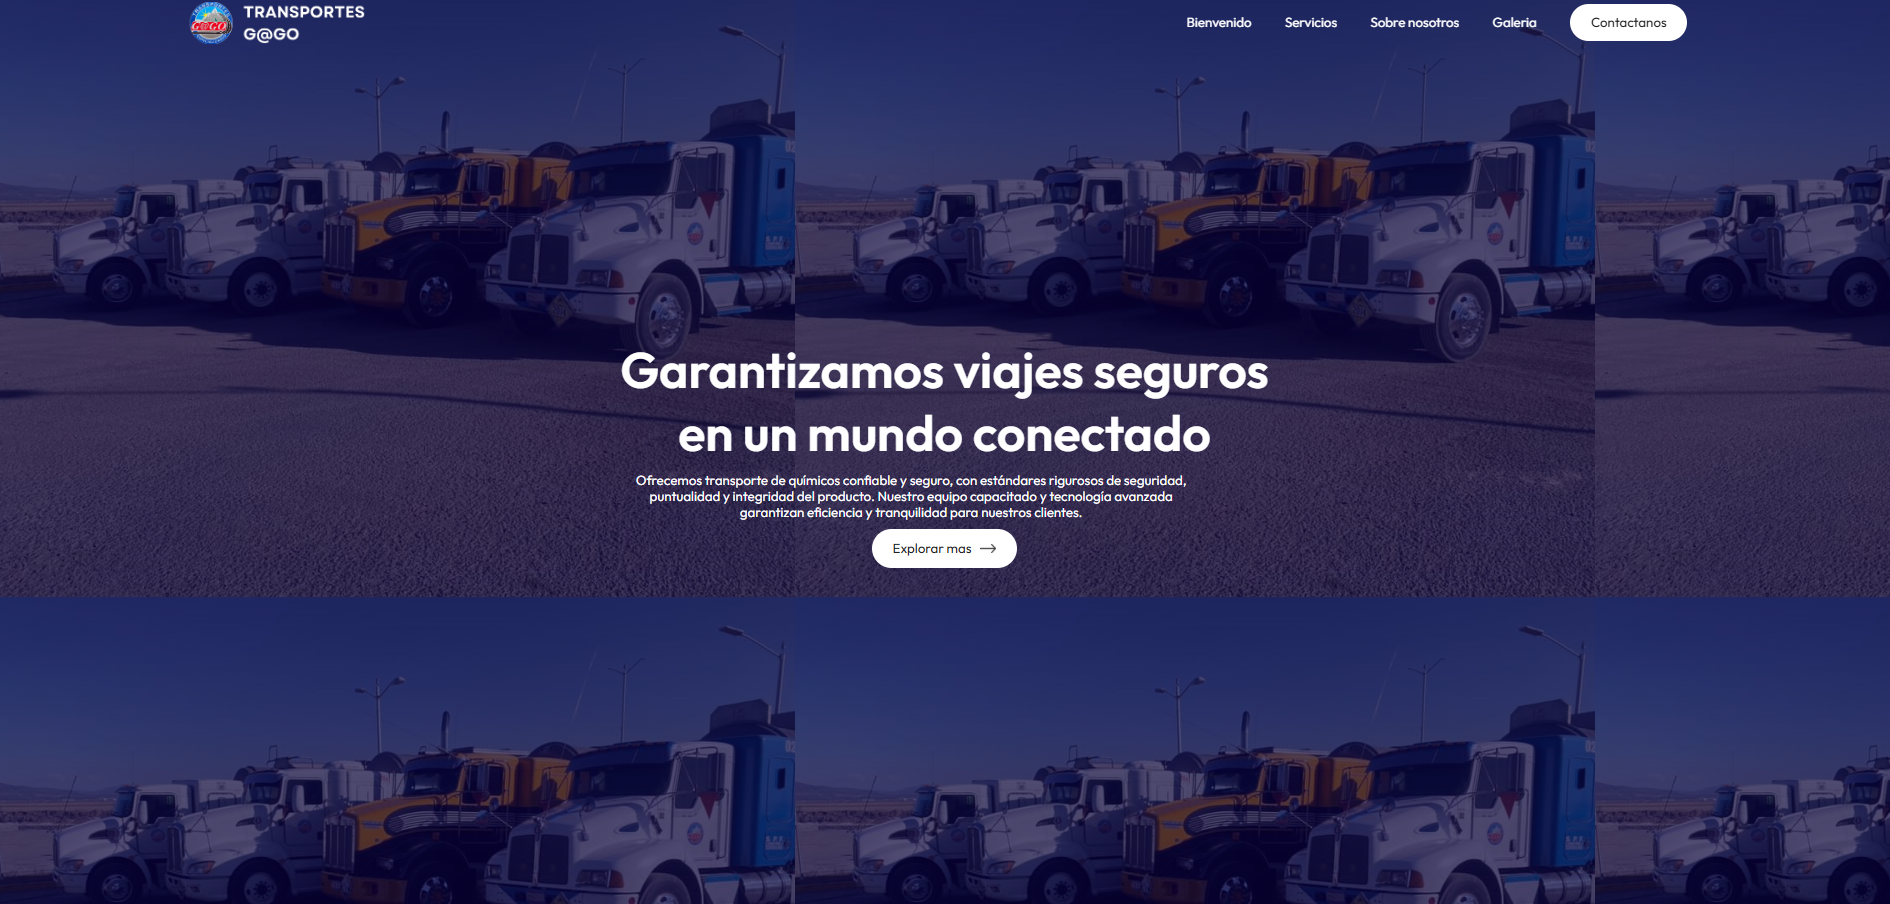 TRANSPORTES
G@GO
Bienvenido
Servicios
Sobre nosotros
Galeria
Contactanos
Garantizamos viajes seguros
en un mundo conectado
Ofrecemos transporte de químicos confiable y seguro, con estándares rigurosos de seguridad,
puntualidad y integridad del producto. Nuestro equipo capacitado y tecnología avanzada
garantizan eficiencia y tranquilidad para nuestros clientes.
Explorar mas